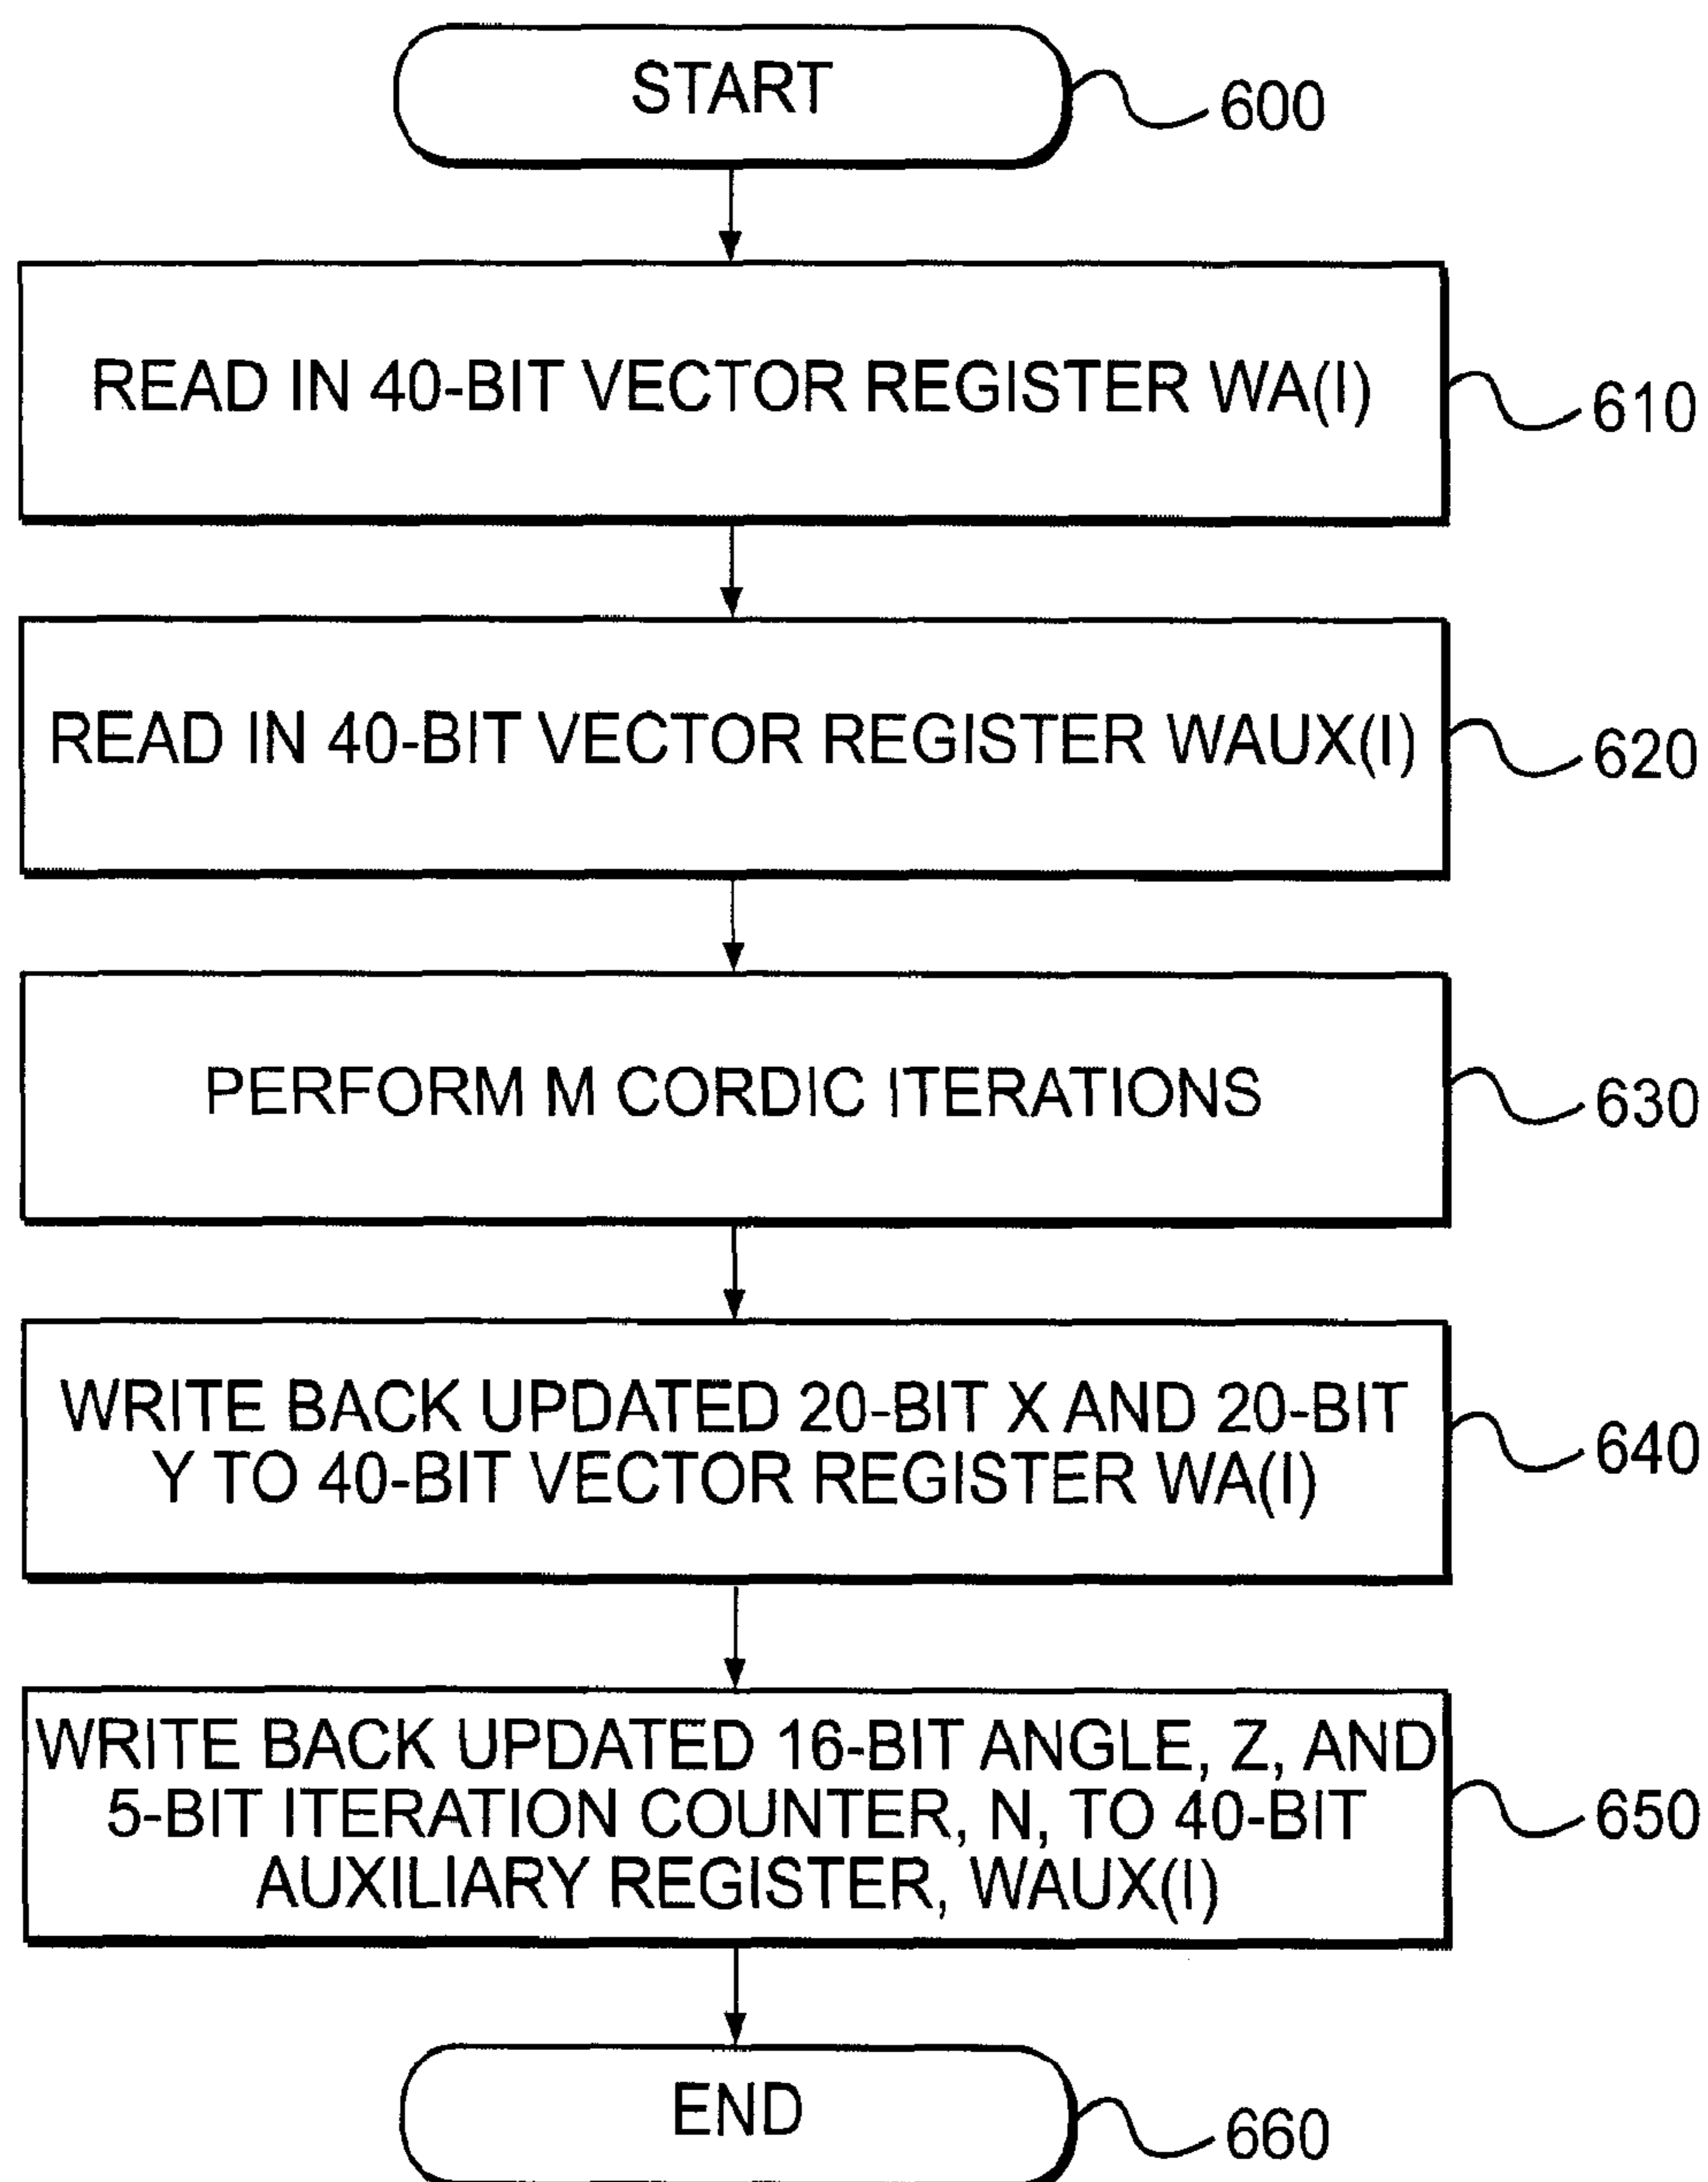 START
600
READ IN 40-BIT VECTOR REGISTER WA(I)
610
READ IN 40-BIT VECTOR REGISTER WAUX(I)
620
PERFORM M CORDIC ITERATIONS
630
WRITE BACK UPDATED 20-BIT X AND 20-BIT
Y TO 40-BIT VECTOR REGISTER WA(I)
640
WRITE BACK UPDATED 16-BIT ANGLE, Z, AND
5-BIT ITERATION COUNTER, N, TO 40-BIT
AUXILIARY REGISTER, WAUX(I)
650
END
660